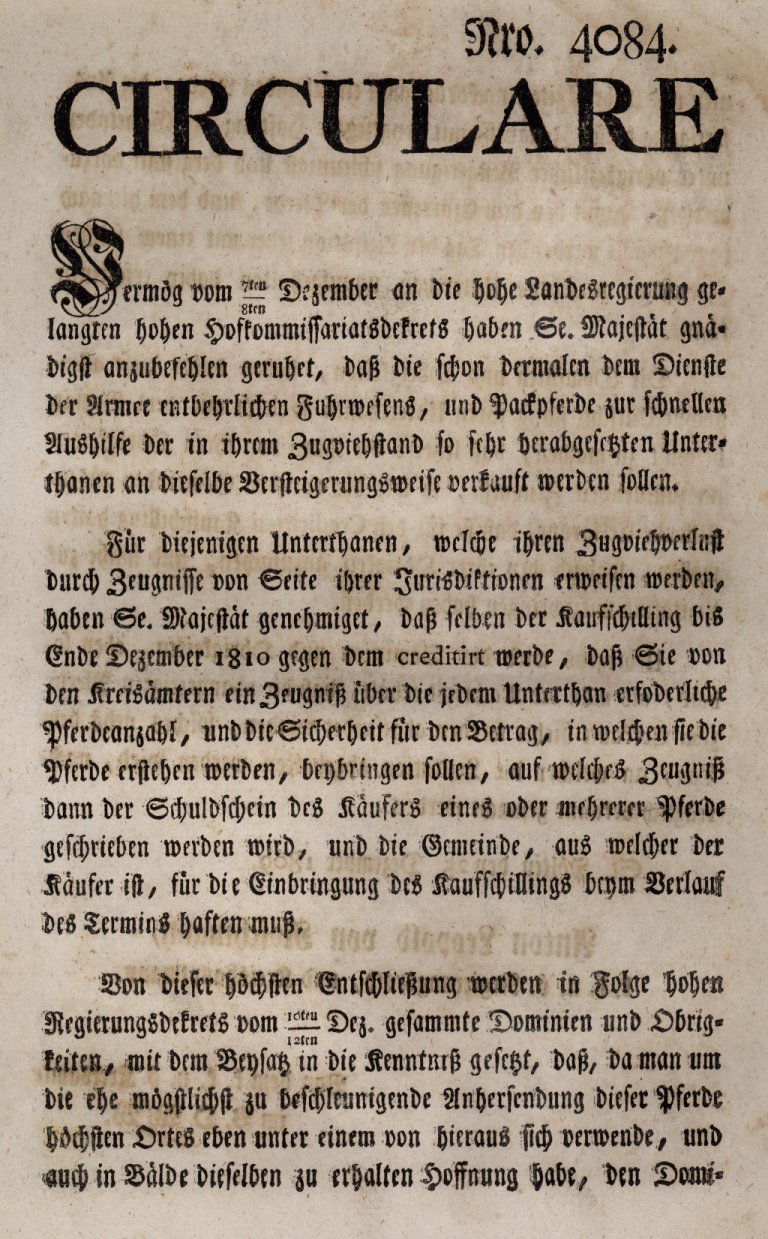 Nro. 4084.
CIRCULARE
Vermög vom 7ten/8ten Dezember an die hohe Landesregierung ge-
langten hohen Hofkommissariatsdekrets haben Se. Majestät gnä-
digst anzubefehlen geruhet, daß die schon dermalen dem Dienste
der Armee entbehrlichen Fuhrwesens, und Packpferde zur schnellen
Aushilfe der in ihrem Zugviehstand so sehr herabgesetzten Unter-
thanen an dieselbe Versteigerungsweise verkauft werden sollen.
Für diejenigen Unterthanen, welche ihren Zugviehverlust
durch Zeugnisse von Seite ihrer Jurisdiktionen erweisen werden,
haben Se. Majestät genehmiget, daß selben der Kaufschilling bis
Ende Dezember 1810 gegen dem creditirt werde, daß Sie von
den Kreisämtern ein Zeugniß über die jedem Unterthan erfoderliche
Pferdeanzahl, und die Sicherheit für den Betrag, in welchen sie die
Pferde erstehen werden, beybringen sollen, auf welches Zeugniß
dann der Schuldschein des Käufers eines oder mehrerer Pferde
geschrieben werden wird, und die Gemeinde, aus welcher der
Käufer ist, für die Einbringung des Kaufschillings beym Verlauf
des Termins haften muß.
Von dieser höchsten Entschließung werden in Folge hohen
Regierungsdekrets vom 10ten/12ten Dez. gesammte Dominien und Obrig-
keiten, mit dem Beysatz in die Kenntniß gesetzt, daß, da man um
die ehe mögstlichst zu beschleunigende Anhersendung dieser Pferde
höchsten Ortes eben unter einem von hieraus sich verwende, und
auch in Bälde dieselben zu erhalten Hoffnung habe, den Domi-